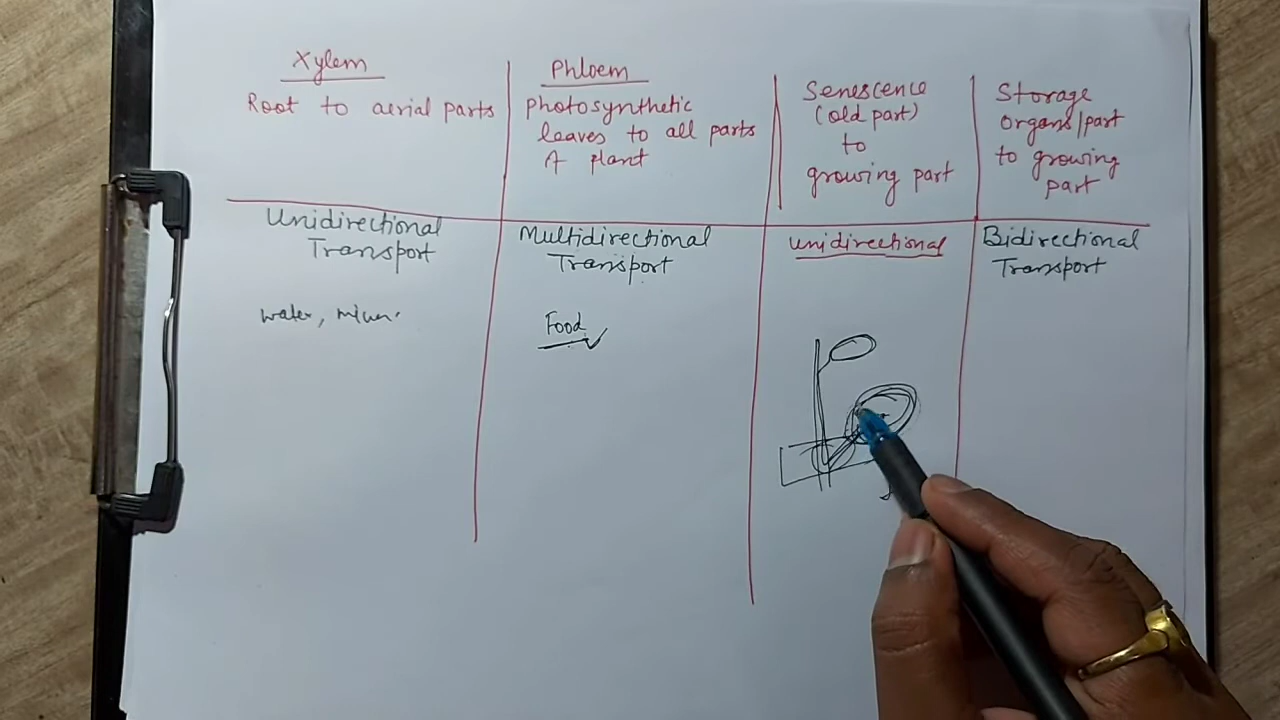 Xylem
Root to aerial parts
Phloem
Photosynthetic
leaves to all parts
plant
Senescence
(old part)
to
growing part
Storage
organs/part
to growing
part
Unidirectional
Transport
Multidirectional
Transport
Unidirectional
Bidirectional
Transport
water,
Food